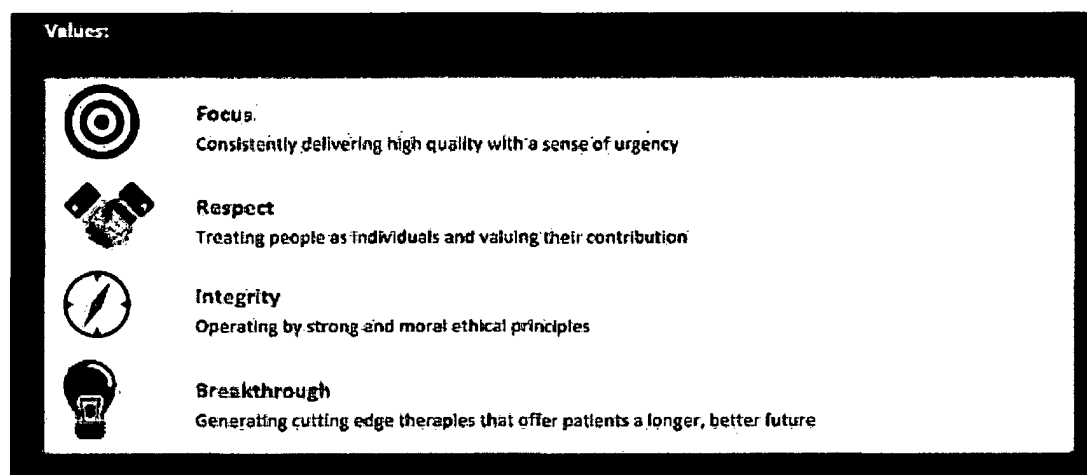 Values:
Focus
Consistently delivering high quality with a sense of urgency
Respect
Treating people as individuals and valuing their contribution
Integrity
Operating by strong and moral ethical principles
Breakthrough
Generating cutting edge therapies that offer patients a longer, better future